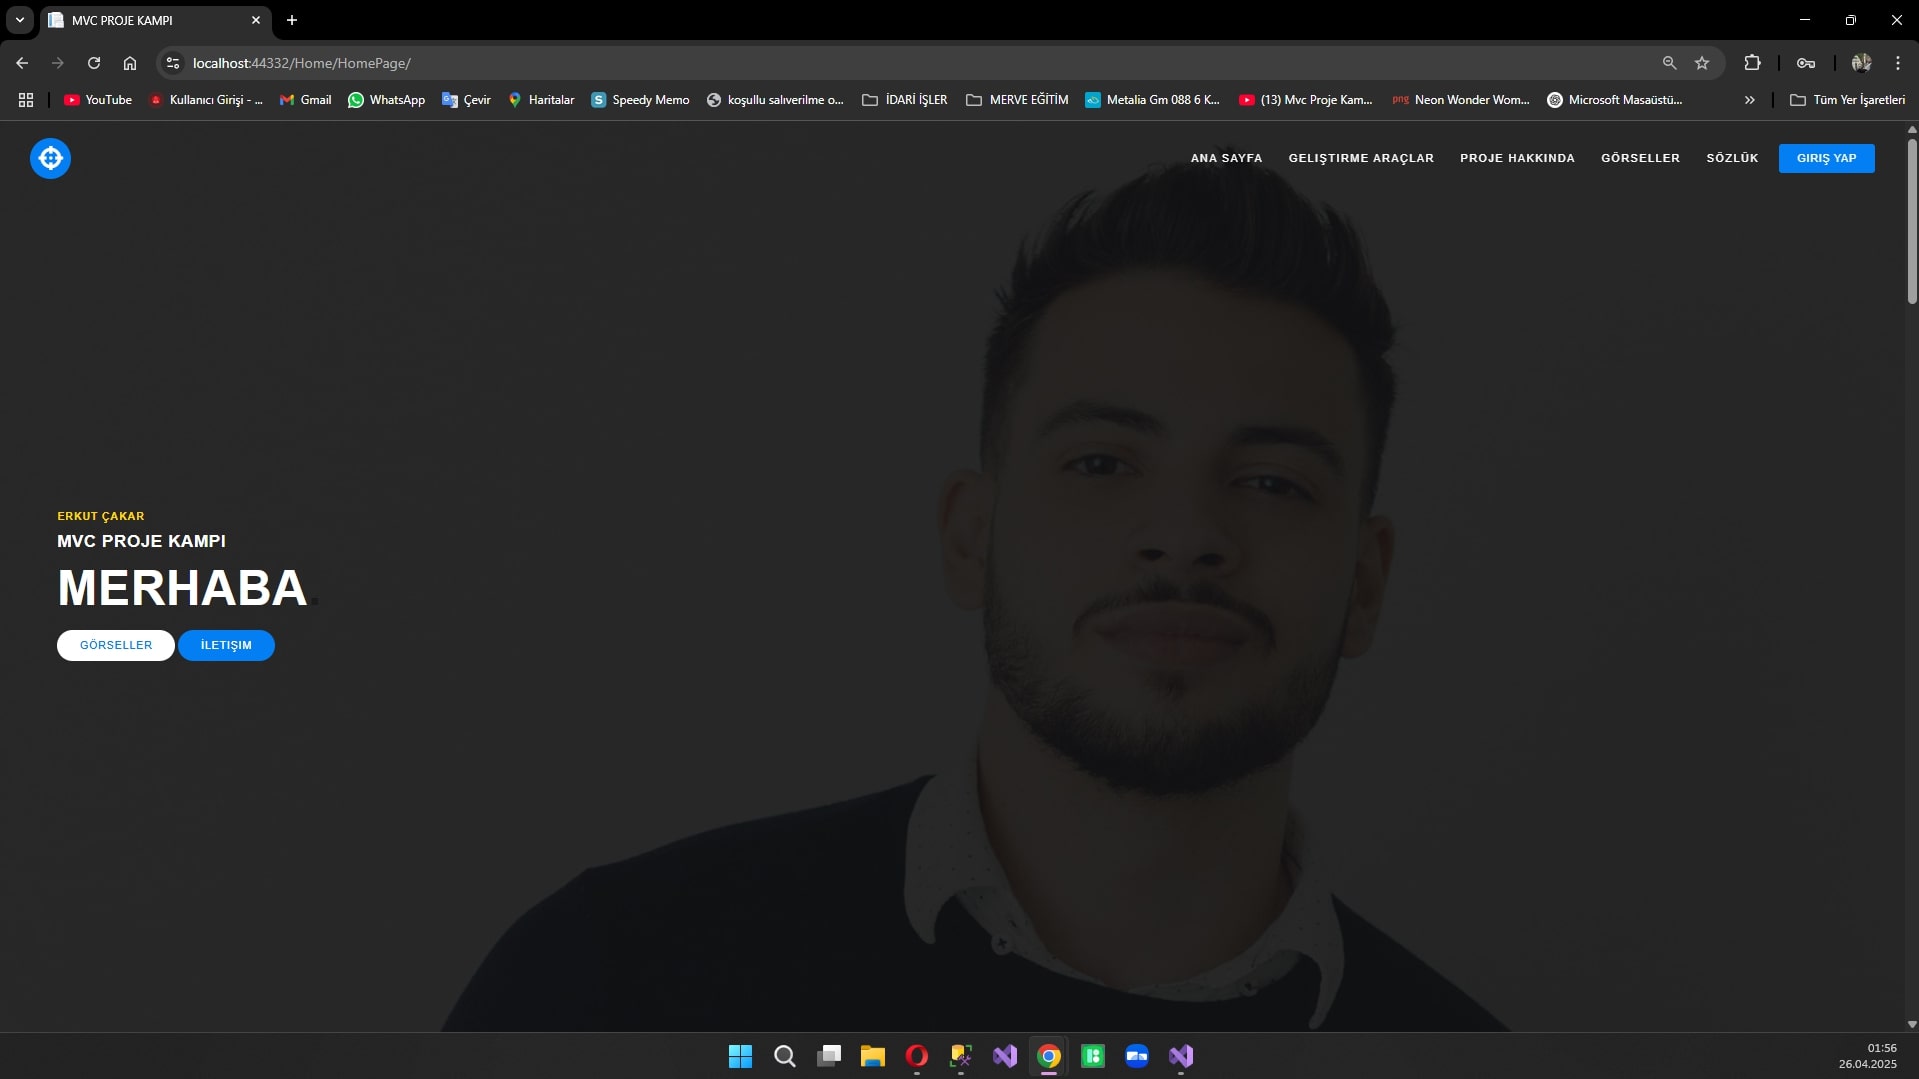 MVC PROJE KAMPI
localhost:44332/Home/HomePage/
YouTube
Kullanıcı Girişi - ...
Gmail
WhatsApp
Çevir
Haritalar
Speedy Memo
koşullu salıverilme o...
İDARİ İŞLER
MERVE EĞİTİM
Metalia Gm 088 6 K...
(13) Mvc Proje Kam...
png Neon Wonder Wom...
Microsoft Masaüstü...
Tüm Yer İşaretleri
ANA SAYFA
GELIŞTIRME ARAÇLAR
PROJE HAKKINDA
GÖRSELLER
SÖZLÜK
GIRIŞ YAP
ERKUT ÇAKAR
MVC PROJE KAMPI
MERHABA.
GÖRSELLER
İLETIŞIM
01:56
26.04.2025